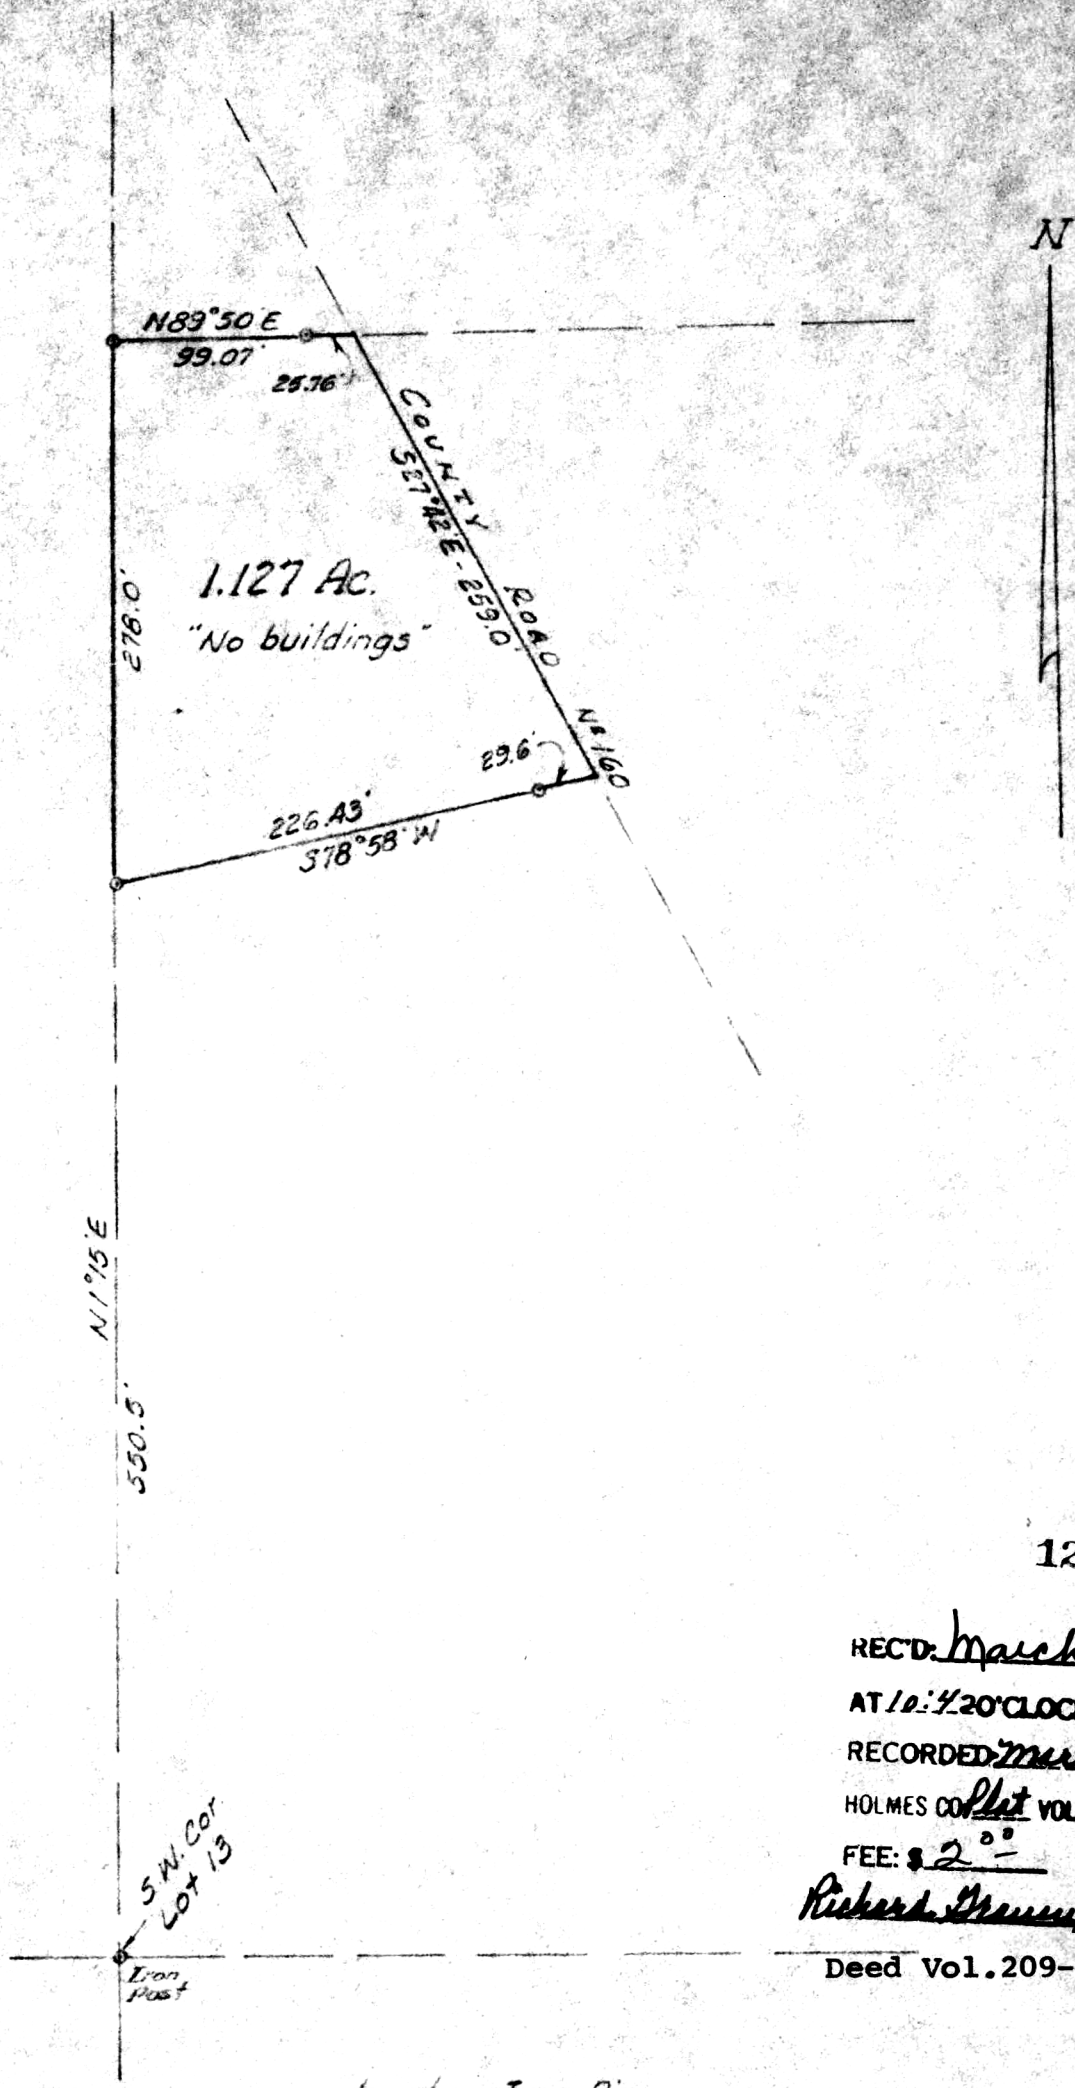 N
N89°50'E
99.07'
25.76'
COUNTY ROAD No 160
S27°42'E - 259.0'
1.127 Ac.
"No buildings"
278.0'
29.6'
226.43'
S78°58'W
N1°15'E
550.5'
12
REC'D: March
AT 10:42 O'CLOC
RECORDED
HOLMES CO Plat VOL
FEE: $ 2 00
Richard
Deed Vol.209-
S.W. Cor
Lot 13
Iron
Post